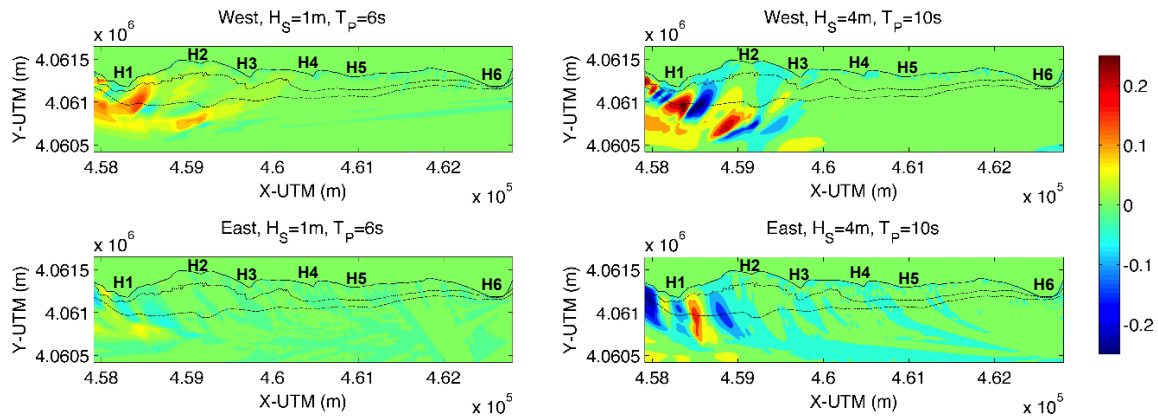 West, H_S=1m, T_P=6s
x 10^6
4.0615
4.061
4.0605
Y-UTM (m)
H1 H2 H3 H4 H5 H6
4.58 4.59 4.6 4.61 4.62
X-UTM (m)
x 10^5
West, H_S=4m, T_P=10s
x 10^6
4.0615
4.061
4.0605
Y-UTM (m)
H1 H2 H3 H4 H5 H6
4.58 4.59 4.6 4.61 4.62
X-UTM (m)
x 10^5
East, H_S=1m, T_P=6s
x 10^6
4.0615
4.061
4.0605
Y-UTM (m)
H1 H2 H3 H4 H5 H6
4.58 4.59 4.6 4.61 4.62
X-UTM (m)
x 10^5
East, H_S=4m, T_P=10s
x 10^6
4.0615
4.061
4.0605
Y-UTM (m)
H1 H2 H3 H4 H5 H6
4.58 4.59 4.6 4.61 4.62
X-UTM (m)
x 10^5
0.2
0.1
0
-0.1
-0.2